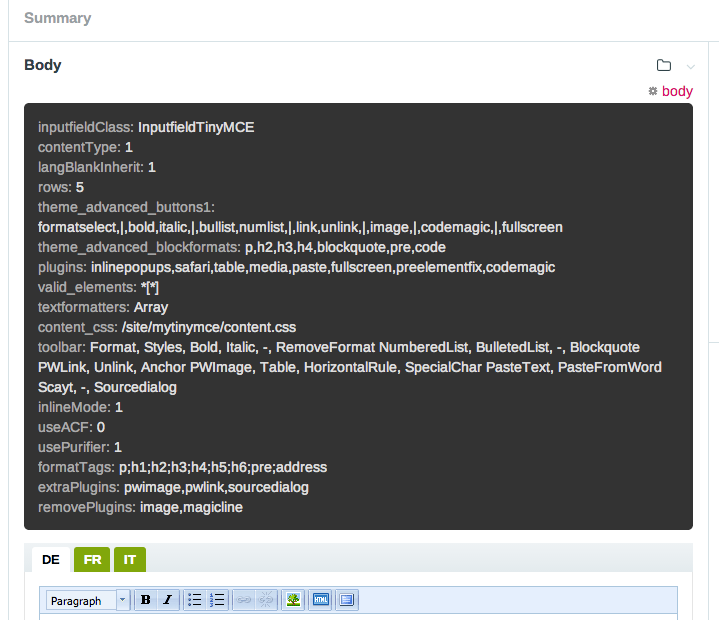 Summary
Body
body
inputfieldClass: InputfieldTinyMCE
contentType: 1
langBlankInherit: 1
rows: 5
theme_advanced_buttons1:
formatselect,|,bold,italic,|,bullist,numlist,|,link,unlink,|,image,|,codemagic,|,fullscreen
theme_advanced_blockformats: p,h2,h3,h4,blockquote,pre,code
plugins: inlinepopups,safari,table,media,paste,fullscreen,preelementfix,codemagic
valid_elements: *[*]
textformatters: Array
content_css: /site/mytinymce/content.css
toolbar: Format, Styles, Bold, Italic, -, RemoveFormat NumberedList, BulletedList, -, Blockquote
PWLink, Unlink, Anchor PWImage, Table, HorizontalRule, SpecialChar PasteText, PasteFromWord
Scayt, -, Sourcedialog
inlineMode: 1
useACF: 0
usePurifier: 1
formatTags: p;h1;h2;h3;h4;h5;h6;pre;address
extraPlugins: pwimage,pwlink,sourcedialog
removePlugins: image,magicline
DE FR IT
Paragraph B I HTML